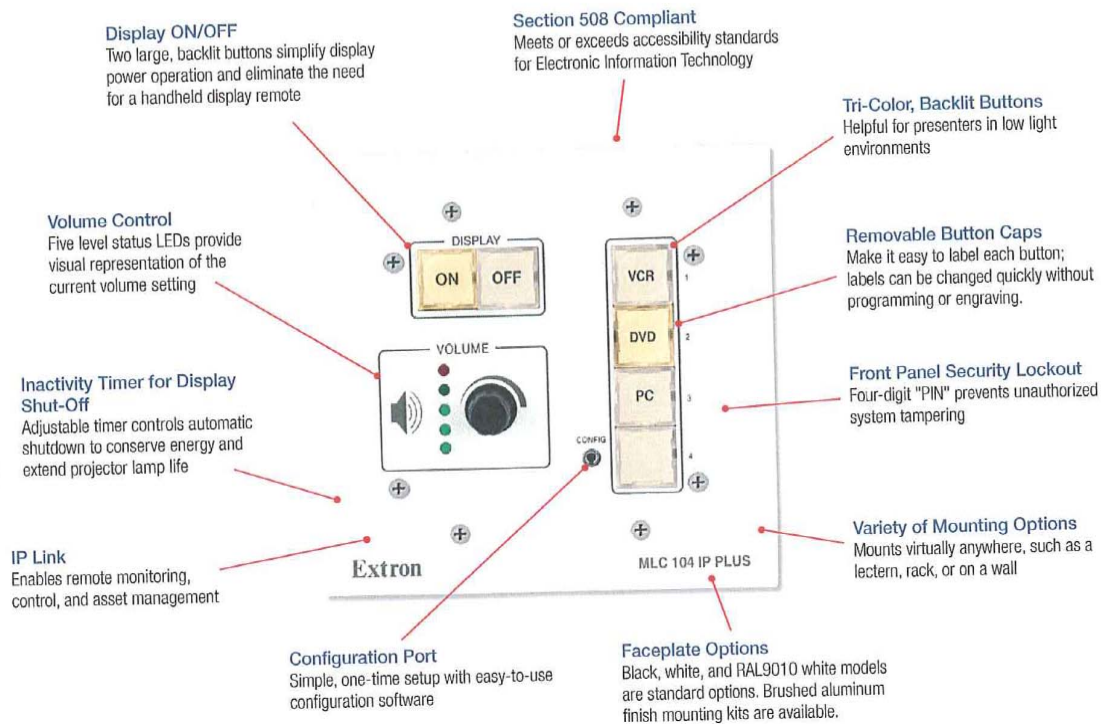 Display ON/OFF
Two large, backlit buttons simplify display
power operation and eliminate the need
for a handheld display remote
Section 508 Compliant
Meets or exceeds accessibility standards
for Electronic Information Technology
Tri-Color, Backlit Buttons
Helpful for presenters in low light
environments
Volume Control
Five level status LEDs provide
visual representation of the
current volume setting
Removable Button Caps
Make it easy to label each button;
labels can be changed quickly without
programming or engraving.
Inactivity Timer for Display
Shut-Off
Adjustable timer controls automatic
shutdown to conserve energy and
extend projector lamp life
Front Panel Security Lockout
Four-digit "PIN" prevents unauthorized
system tampering
IP Link
Enables remote monitoring,
control, and asset management
Variety of Mounting Options
Mounts virtually anywhere, such as a
lectern, rack, or on a wall
Configuration Port
Simple, one-time setup with easy-to-use
configuration software
Faceplate Options
Black, white, and RAL9010 white models
are standard options. Brushed aluminum
finish mounting kits are available.
DISPLAY
ON OFF
VOLUME
VCR 1
DVD 2
PC 3
4
CONFIG
Extron
MLC 104 IP PLUS